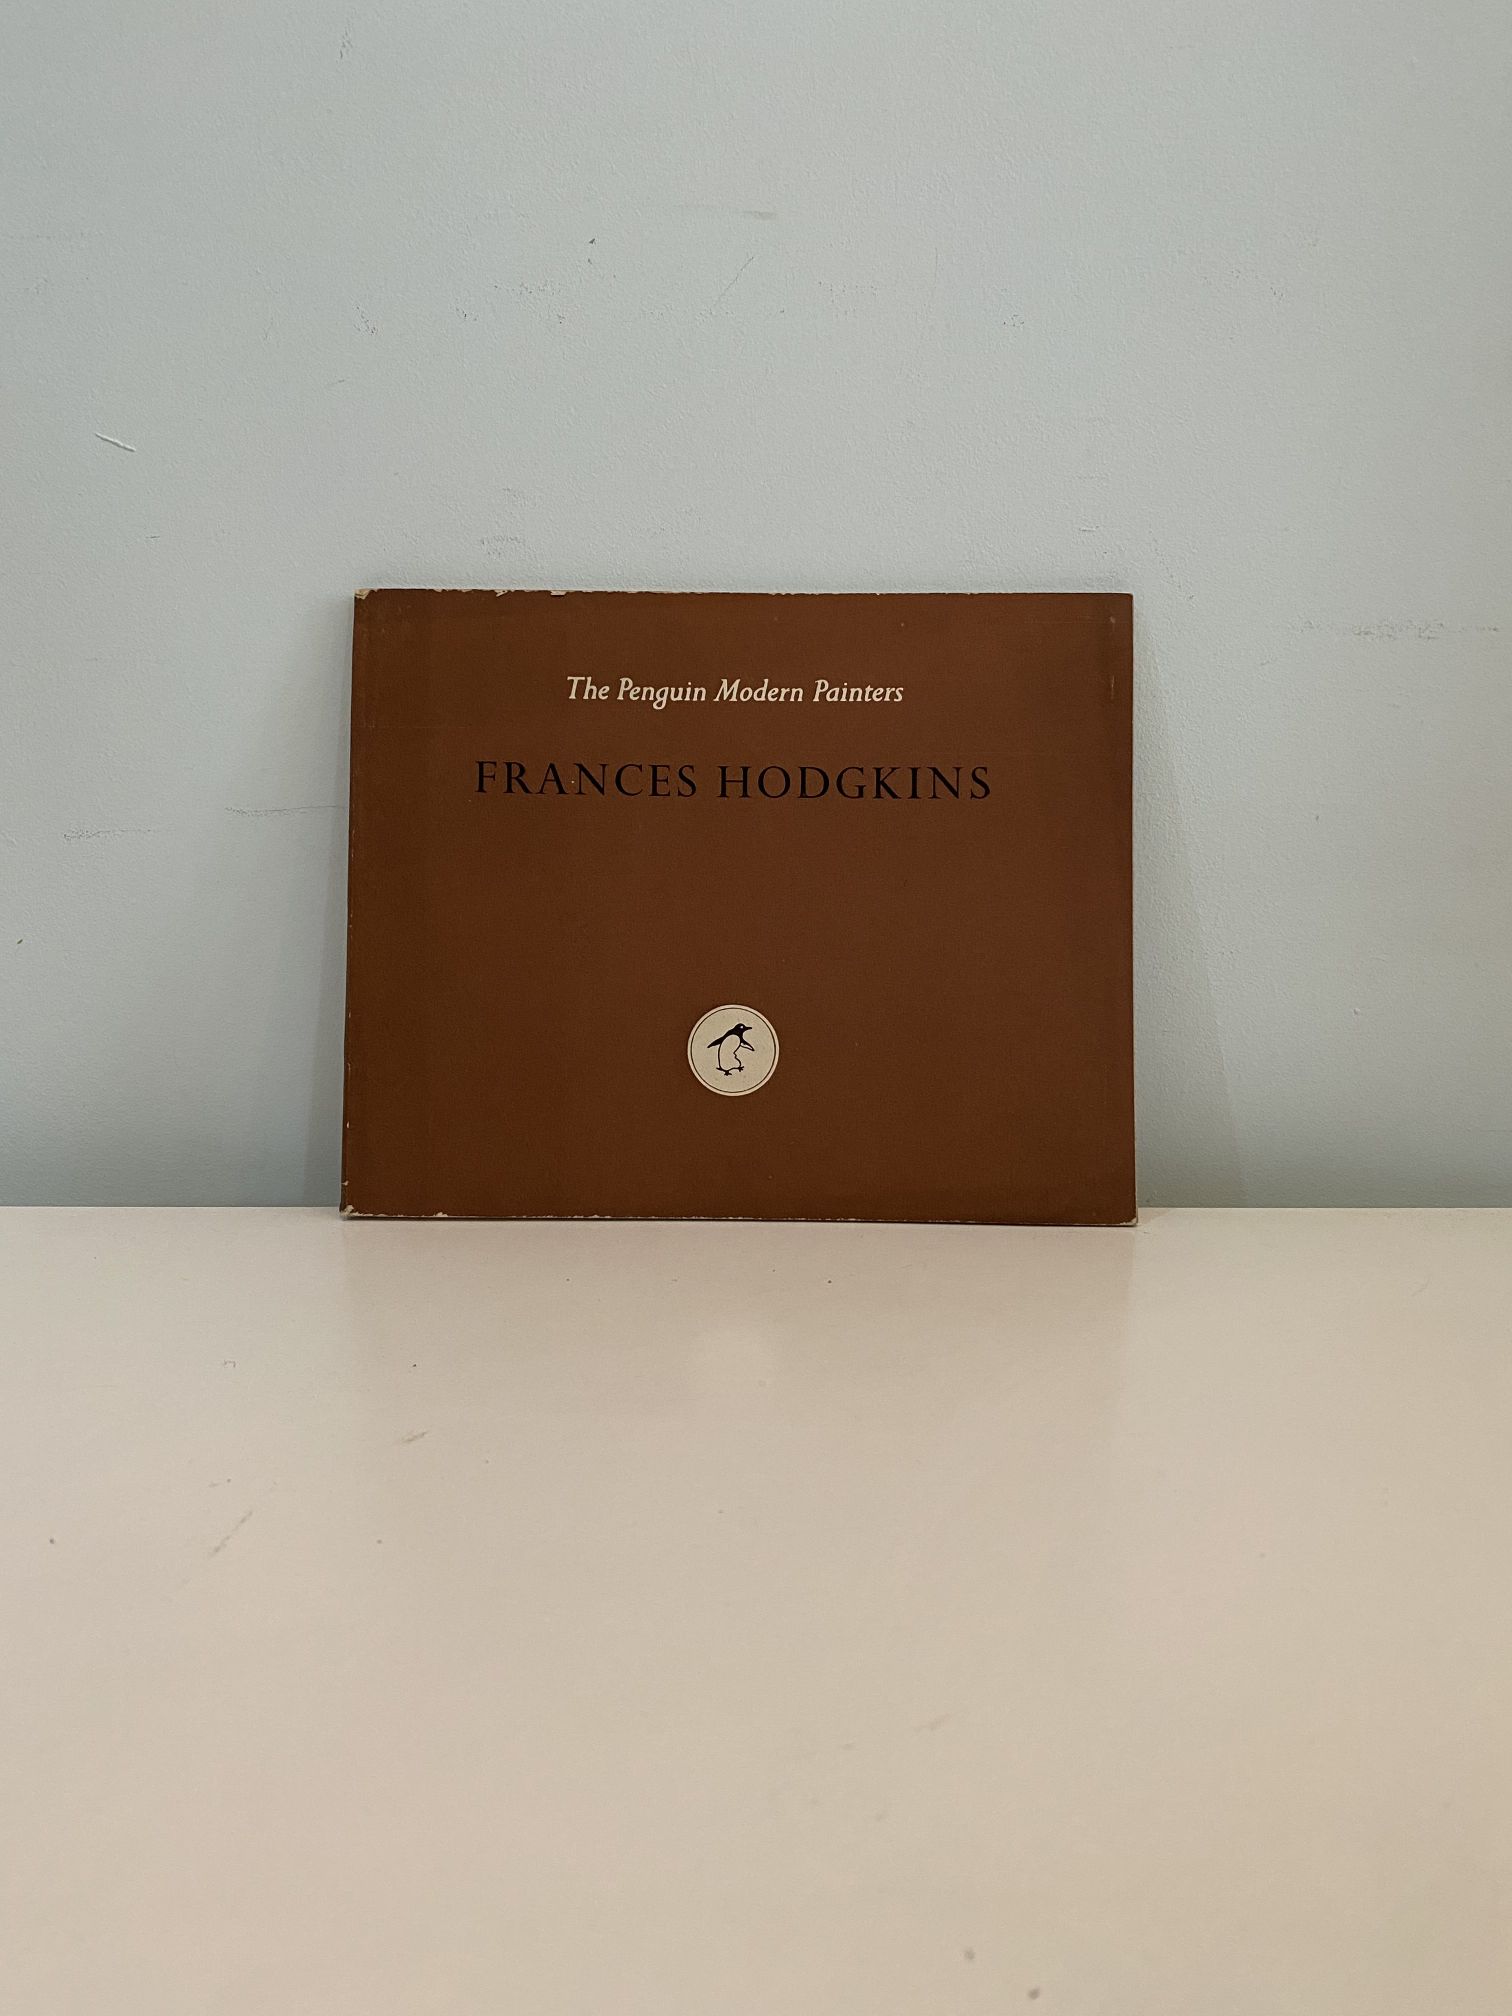 The Penguin Modern Painters
FRANCES HODGKINS